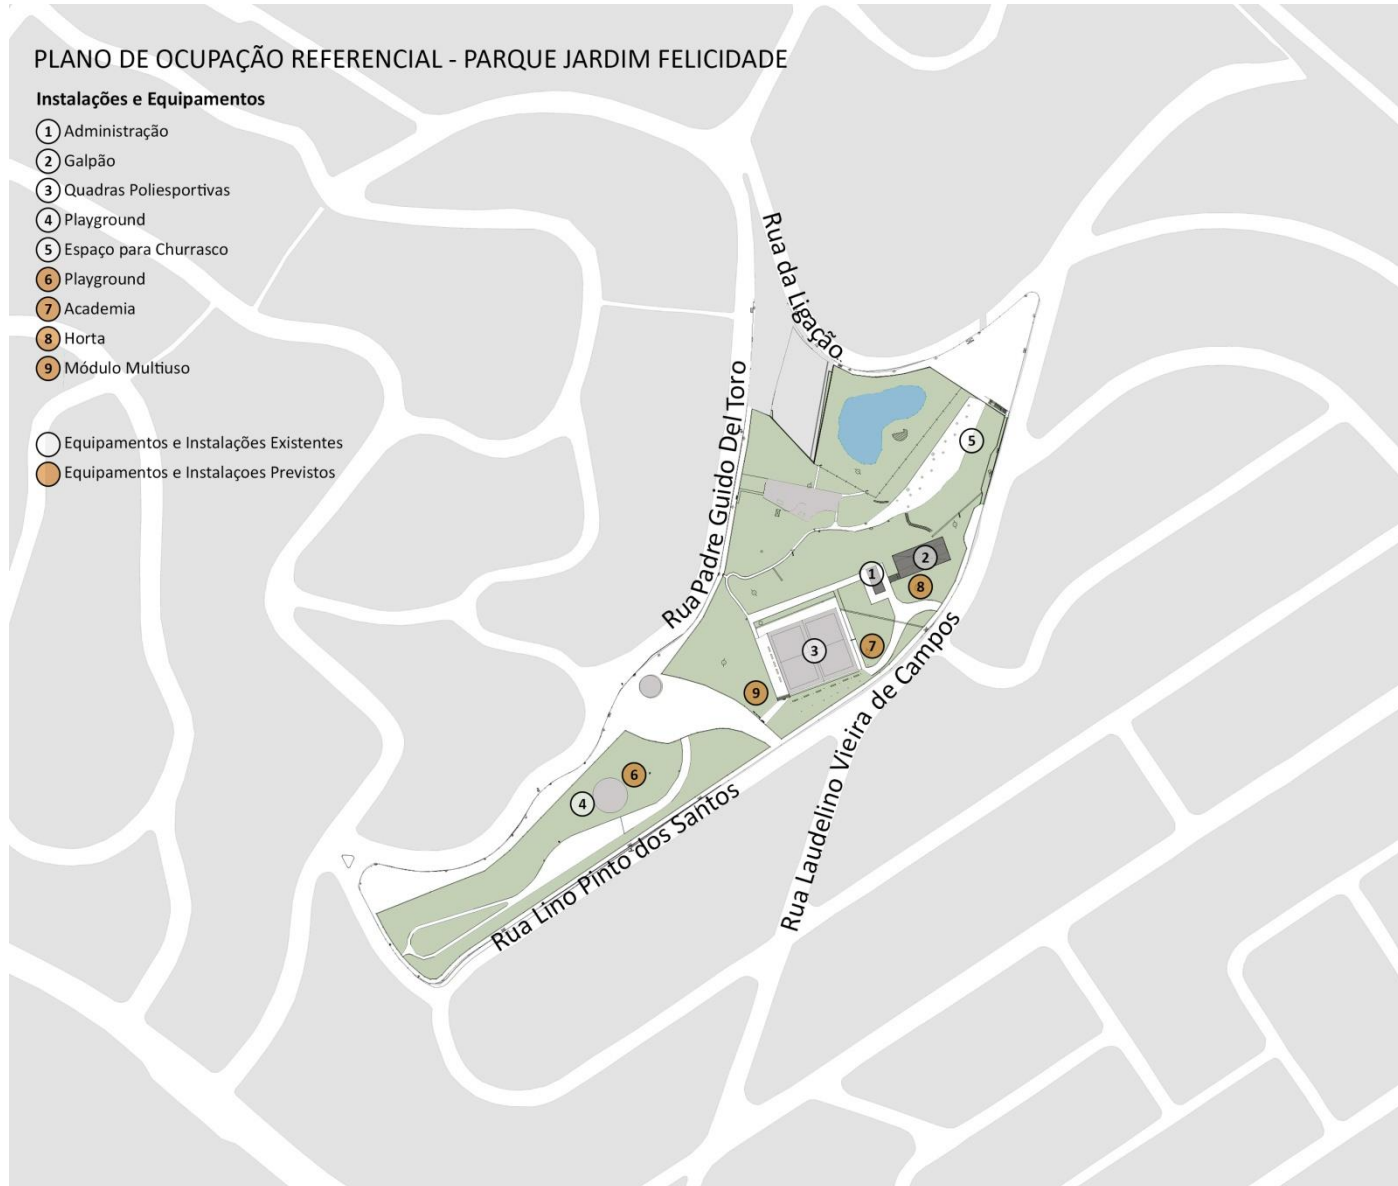 PLANO DE OCUPAÇÃO REFERENCIAL - PARQUE JARDIM FELICIDADE
Instalações e Equipamentos
1 Administração
2 Galpão
3 Quadras Poliesportivas
4 Playground
5 Espaço para Churrasco
6 Playground
7 Academia
8 Horta
9 Módulo Multiuso
Equipamentos e Instalações Existentes
Equipamentos e Instalaçoes Previstos
Rua da Ligação
Rua Padre Guido Del Toro
5
2
1
8
7
3
9
6
4
Rua Laudelino Vieira de Campos
Rua Lino Pinto dos Santos